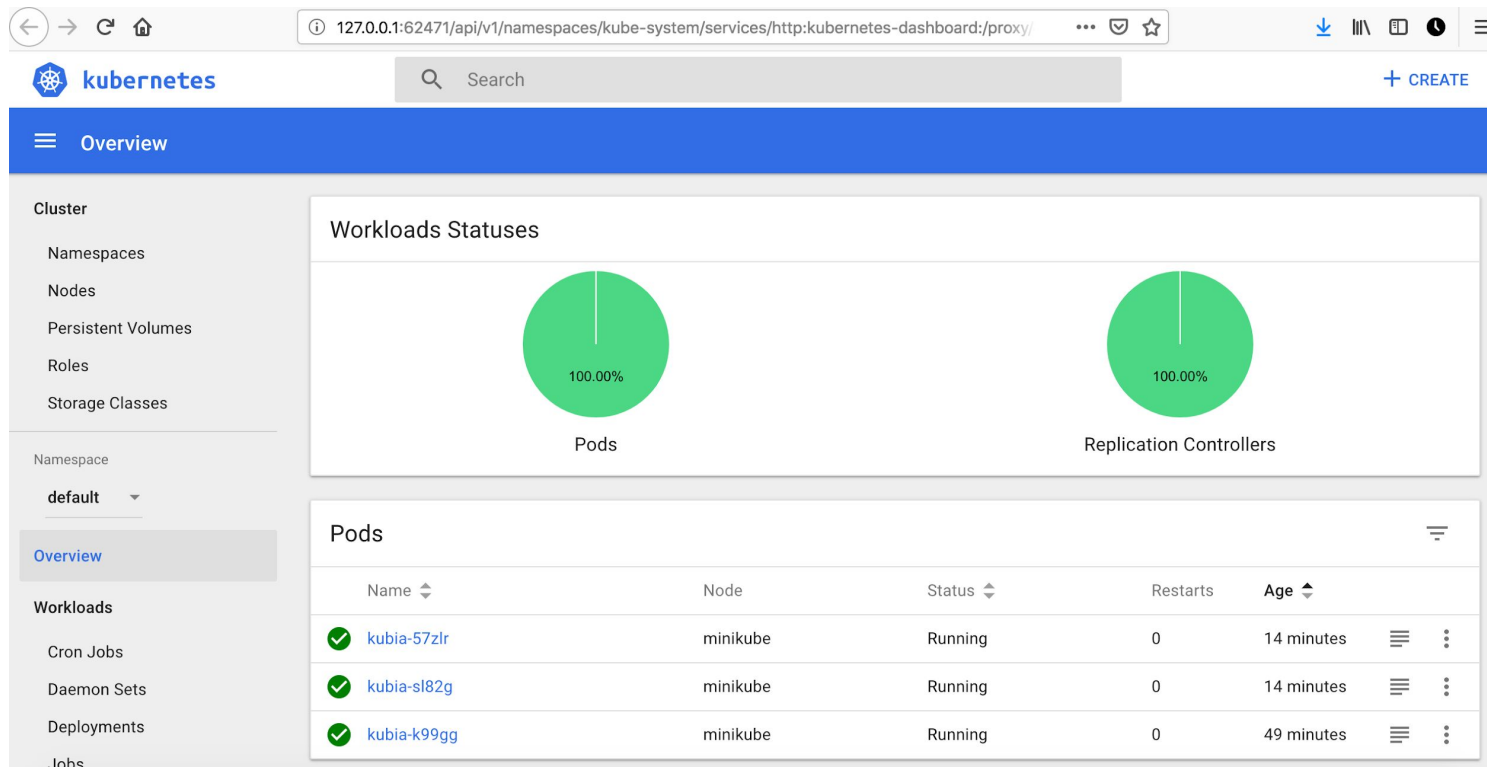 127.0.0.1:62471/api/v1/namespaces/kube-system/services/http:kubernetes-dashboard:/proxy/
kubernetes
Search
+ CREATE
Overview
Cluster
Namespaces
Nodes
Persistent Volumes
Roles
Storage Classes
Namespace
default
Overview
Workloads
Cron Jobs
Daemon Sets
Deployments
Jobs
Workloads Statuses
100.00%
Pods
100.00%
Replication Controllers
Pods
Name Node Status Restarts Age
kubia-57zlr minikube Running 0 14 minutes
kubia-sl82g minikube Running 0 14 minutes
kubia-k99gg minikube Running 0 49 minutes